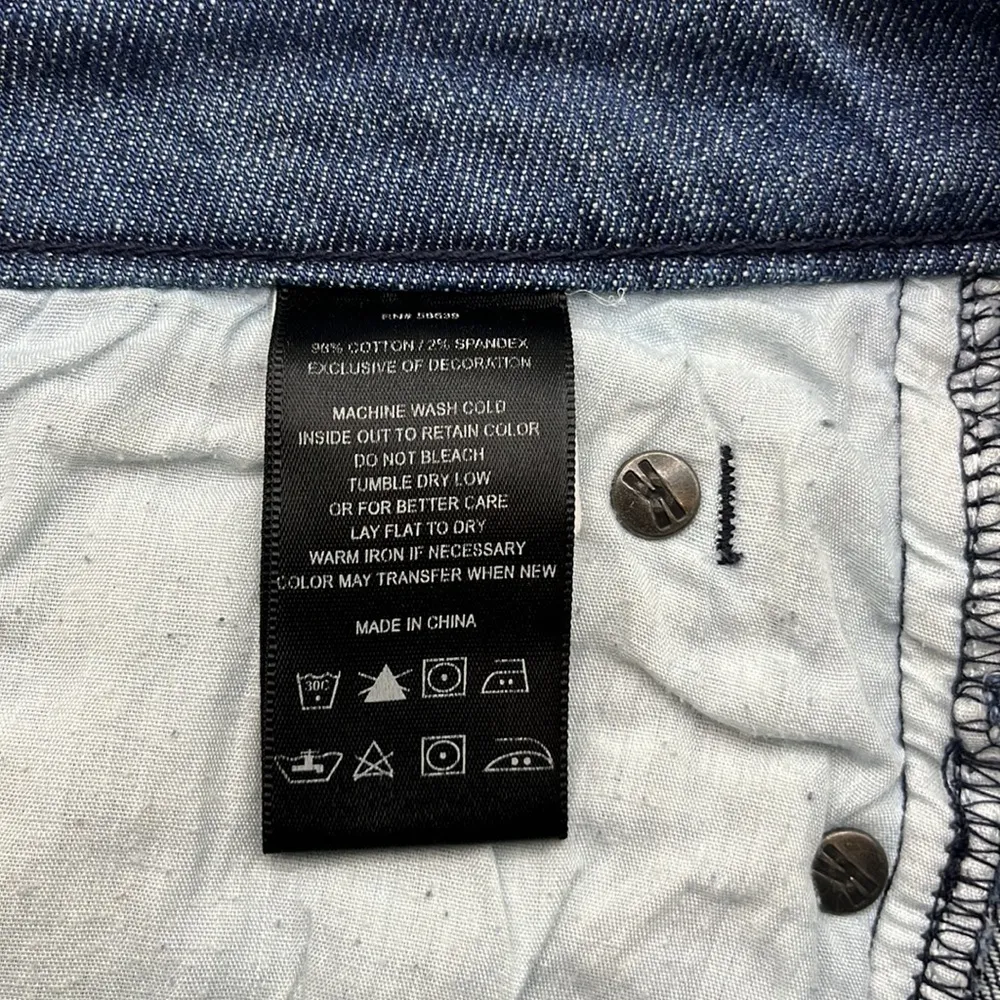 RN# 58639
98% COTTON / 2% SPANDEX
EXCLUSIVE OF DECORATION
MACHINE WASH COLD
INSIDE OUT TO RETAIN COLOR
DO NOT BLEACH
TUMBLE DRY LOW
OR FOR BETTER CARE
LAY FLAT TO DRY
WARM IRON IF NECESSARY
COLOR MAY TRANSFER WHEN NEW
MADE IN CHINA
30C